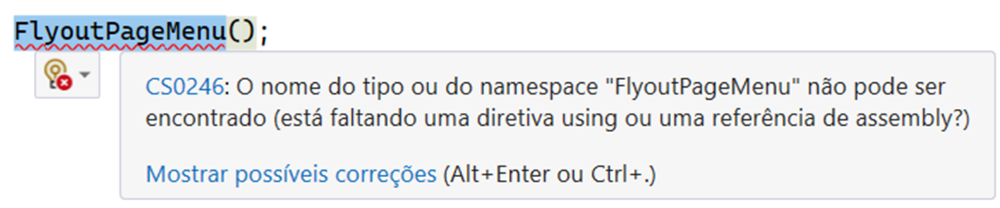 FlyoutPageMenu();
CS0246: O nome do tipo ou do namespace "FlyoutPageMenu" não pode ser
encontrado (está faltando uma diretiva using ou uma referência de assembly?)
Mostrar possíveis correções (Alt+Enter ou Ctrl+.)